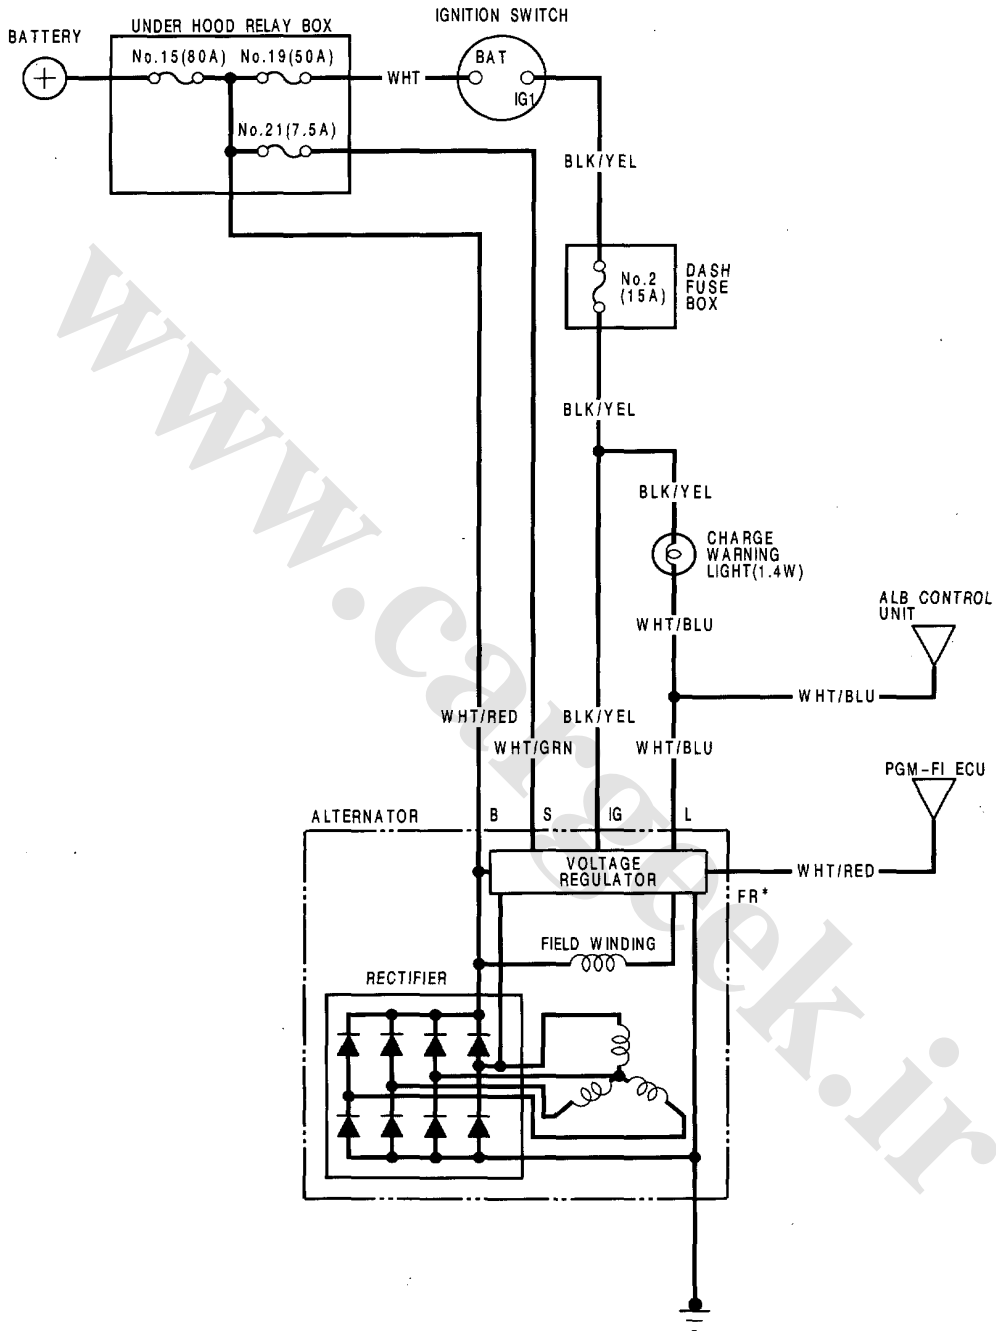 IGNITION SWITCH
BATTERY
UNDER HOOD RELAY BOX
No.15(80A)
No.19(50A)
WHT
BAT
IG1
No.21(7.5A)
BLK/YEL
No.2
(15A)
DASH
FUSE
BOX
BLK/YEL
BLK/YEL
CHARGE
WARNING
LIGHT(1.4W)
ALB CONTROL
UNIT
WHT/BLU
WHT/BLU
WHT/RED
BLK/YEL
WHT/GRN
WHT/BLU
PGM-FI ECU
ALTERNATOR
B
S
IG
L
VOLTAGE
REGULATOR
WHT/RED
FR*
FIELD WINDING
RECTIFIER
www.cargeek.ir